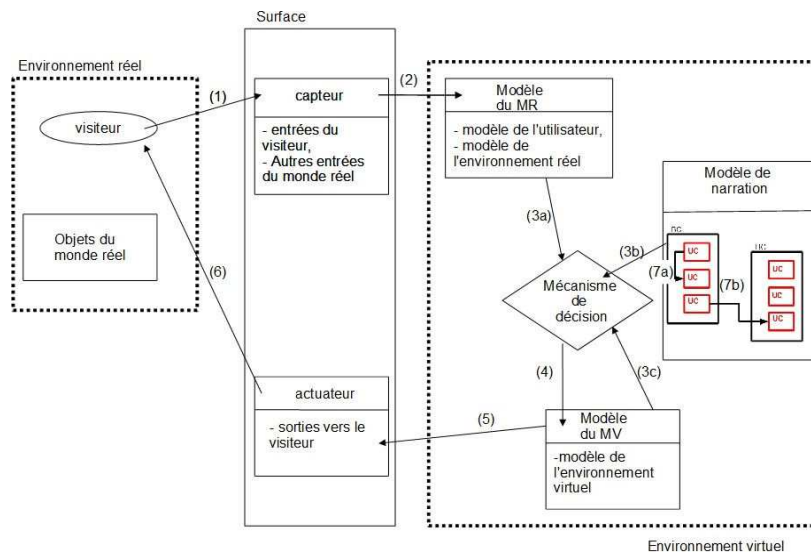 Surface
Environnement réel
(1)
visiteur
Objets du
monde réel
(6)
capteur
- entrées du
visiteur,
- Autres entrées
du monde réel
(2)
Modèle
du MR
- modèle de l'utilisateur,
- modèle de
l'environnement réel
(3a)
Modèle de
narration
UC
UC
UC
(7a)
(7b)
UC
UC
UC
(3b)
Mécanisme
de
décision
(4)
(3c)
actuateur
- sorties vers le
visiteur
(5)
Modèle
du MV
-modèle de
l'environnement
virtuel
Environnement virtuel